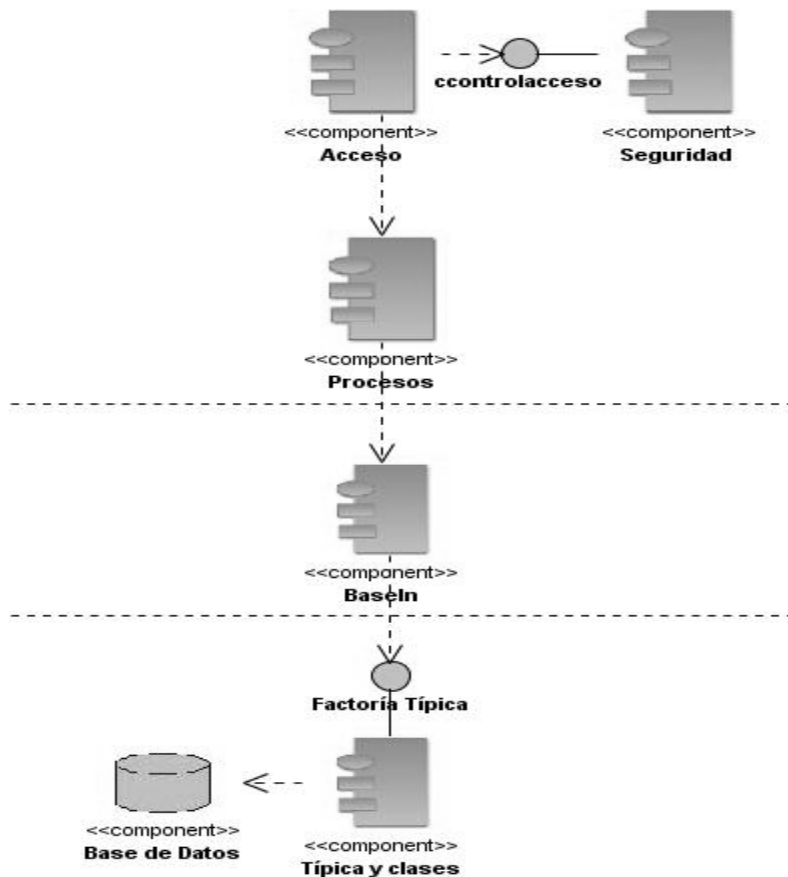 ccontrolacceso
<<component>>
Acceso
<<component>>
Seguridad
<<component>>
Procesos
<<component>>
BaseIn
Factoría Típica
<<component>>
Base de Datos
<<component>>
Típica y clases